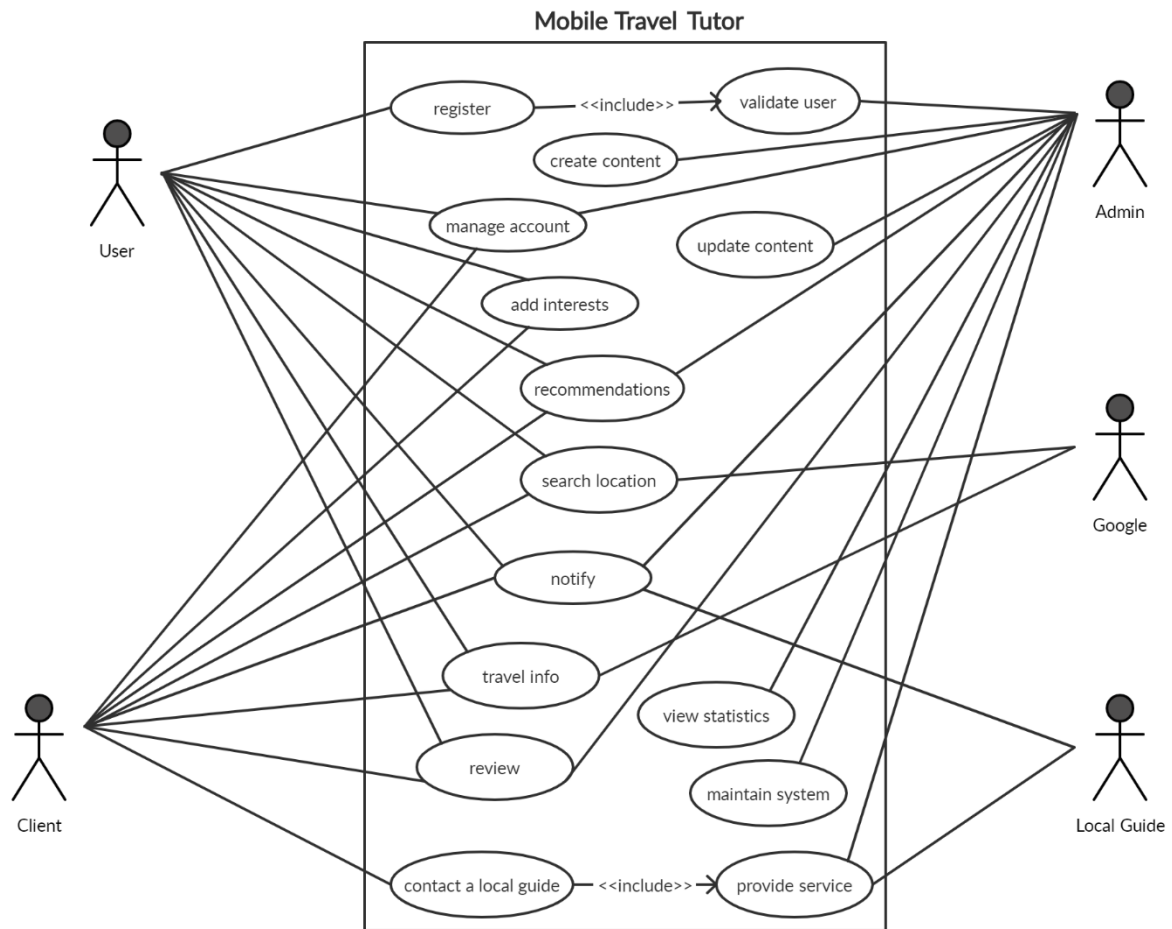 Mobile Travel Tutor
register
<<include>>
validate user
create content
User
manage account
update content
Admin
add interests
recommendations
search location
Google
notify
travel info
view statistics
review
maintain system
Client
Local Guide
contact a local guide
<<include>>
provide service